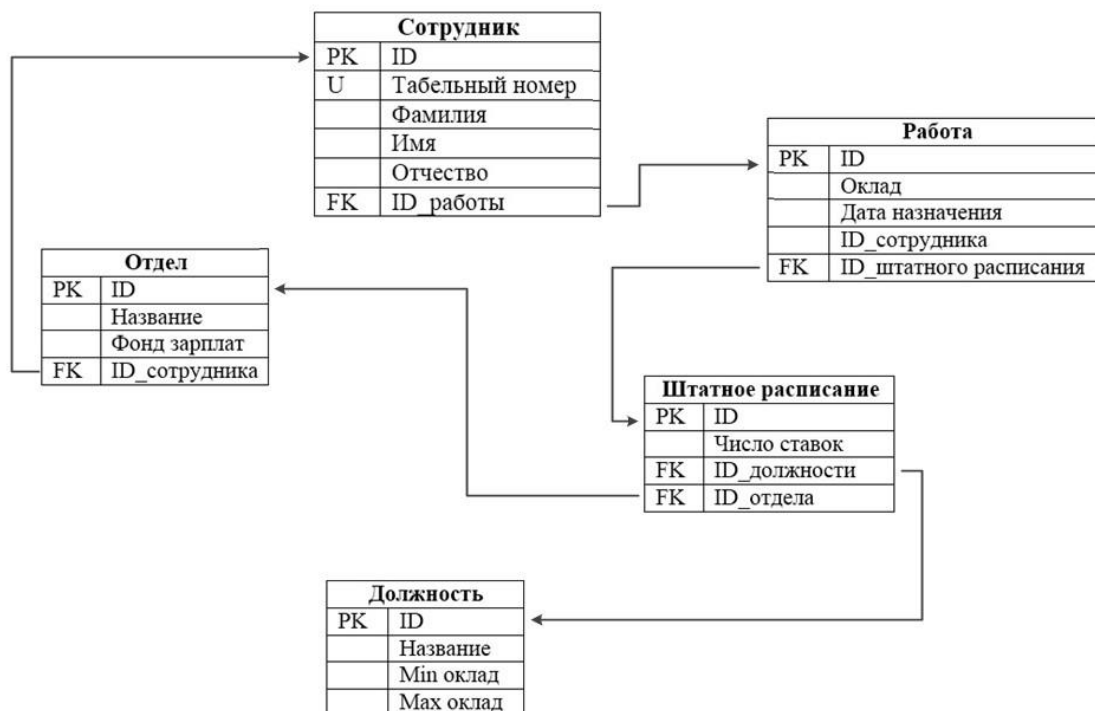 Сотрудник
PK ID
U Табельный номер
Фамилия
Имя
Отчество
FK ID_работы
Работа
PK ID
Оклад
Дата назначения
ID_сотрудника
FK ID_штатного расписания
Отдел
PK ID
Название
Фонд зарплат
FK ID_сотрудника
Штатное расписание
PK ID
Число ставок
FK ID_должности
FK ID_отдела
Должность
PK ID
Название
Min оклад
Max оклад